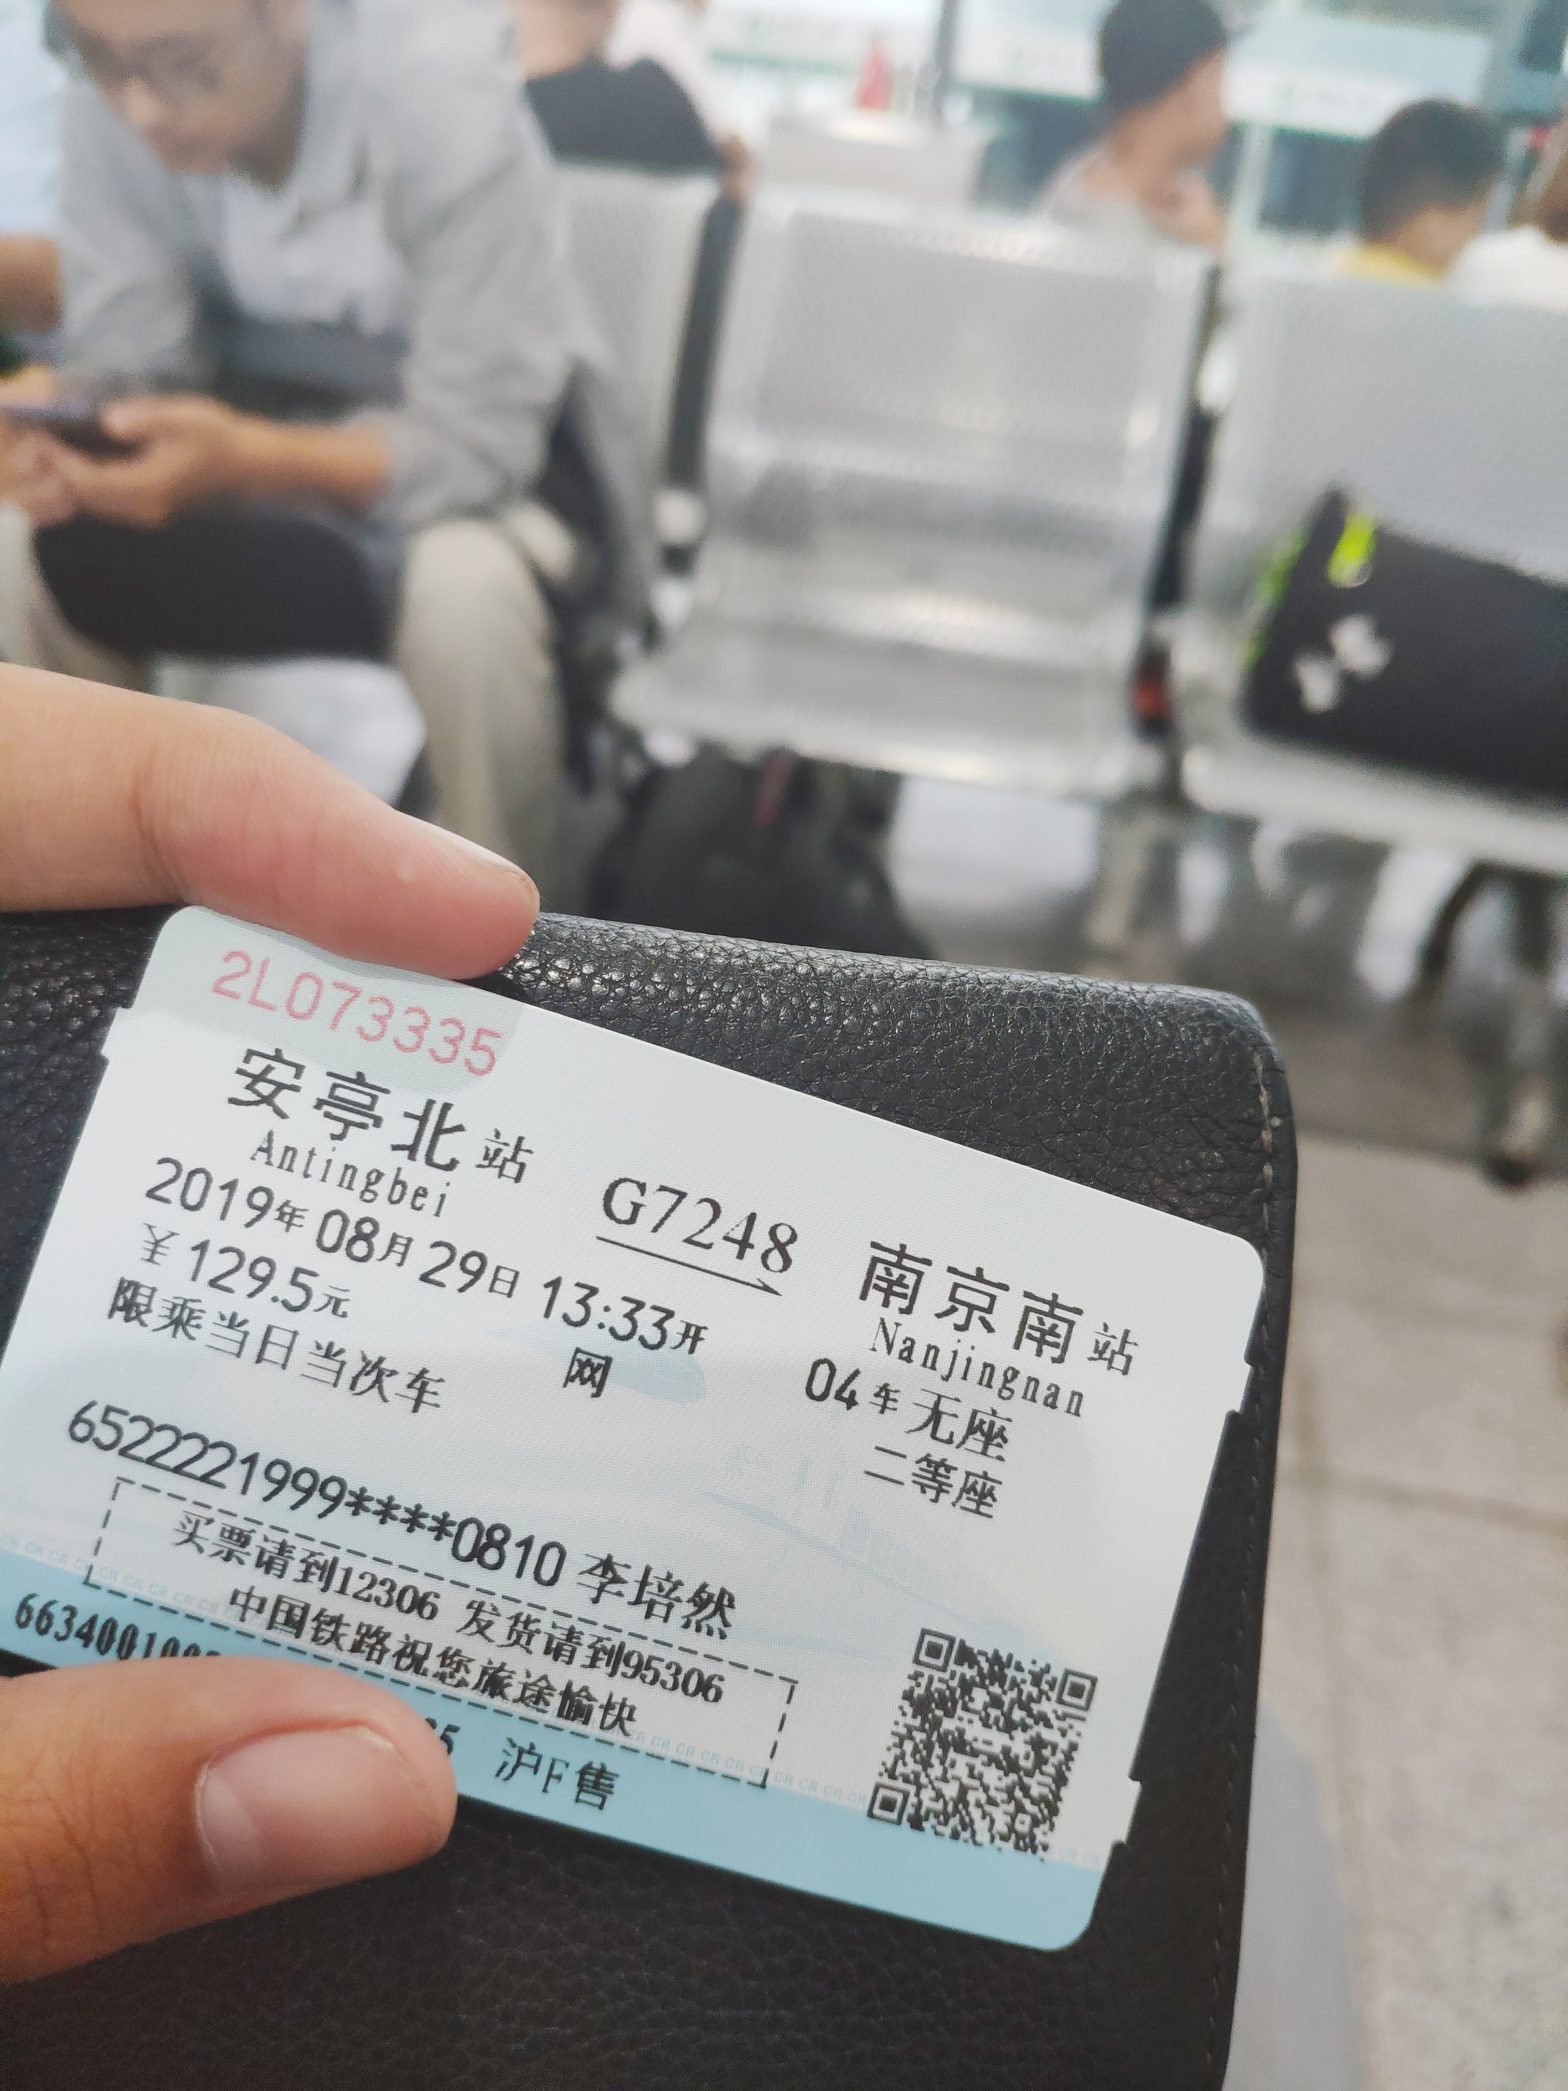 2L073335
安亭北站
Antingbei
G7248
南京南站
Nanjingnan
2019年08月29日 13:33开
04车无座
¥129.5元
网
二等座
限乘当日当次车
6522221999****0810 李培然
买票请到12306 发货请到95306
中国铁路祝您旅途愉快
沪F售